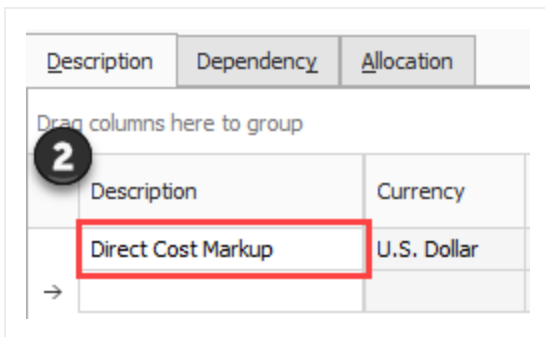 Description Dependency Allocation
Drag columns here to group
2
Description Currency
Direct Cost Markup U.S. Dollar
→